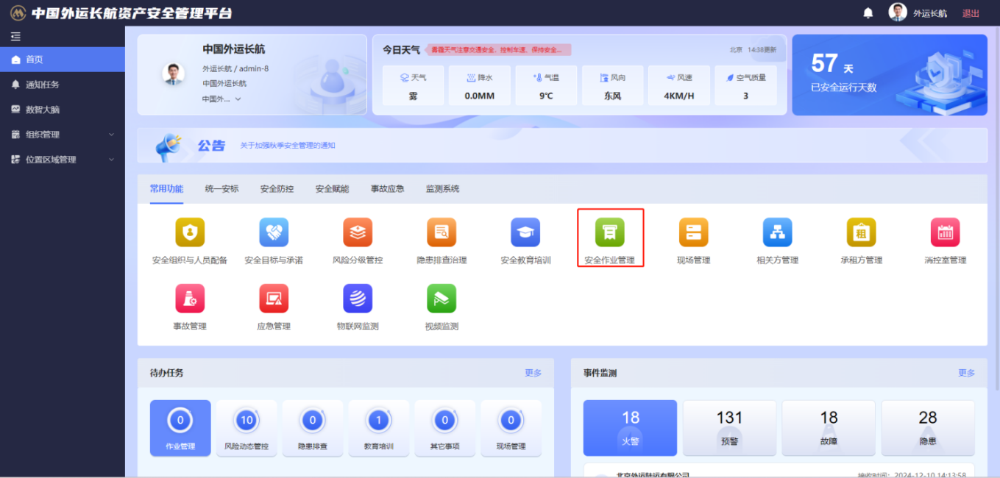 中国外运长航资产安全管理平台
外运长航 退出
首页
通知任务
数智大脑
组织管理
位置区域管理
中国外运长航
外运长航 / admin-8
中国外运长航
中国外...
今日天气 雾霾天气注意交通安全，控制车速，保持安全... 北京 14:38更新
天气 降水 气温 风向 风速 空气质量
雾 0.0MM 9℃ 东风 4KM/H 3
57 天
已安全运行天数
公告 关于加强秋季安全管理的通知
常用功能 统一安标 安全防控 安全赋能 事故应急 监测系统
租
安全组织与人员配备 安全目标与承诺 风险分级管控 隐患排查治理 安全教育培训 安全作业管理 现场管理 相关方管理 承租方管理 消控室管理
事故管理 应急管理 物联网监测 视频监测
待办任务 更多
0 10 0 1 0 0
作业管理 风险动态管控 隐患排查 教育培训 其它事项 现场管理
事件监测 更多
18 131 18 28
火警 预警 故障 隐患
北京外运陆运有限公司 接收时间：2024-12-10 14:13:58